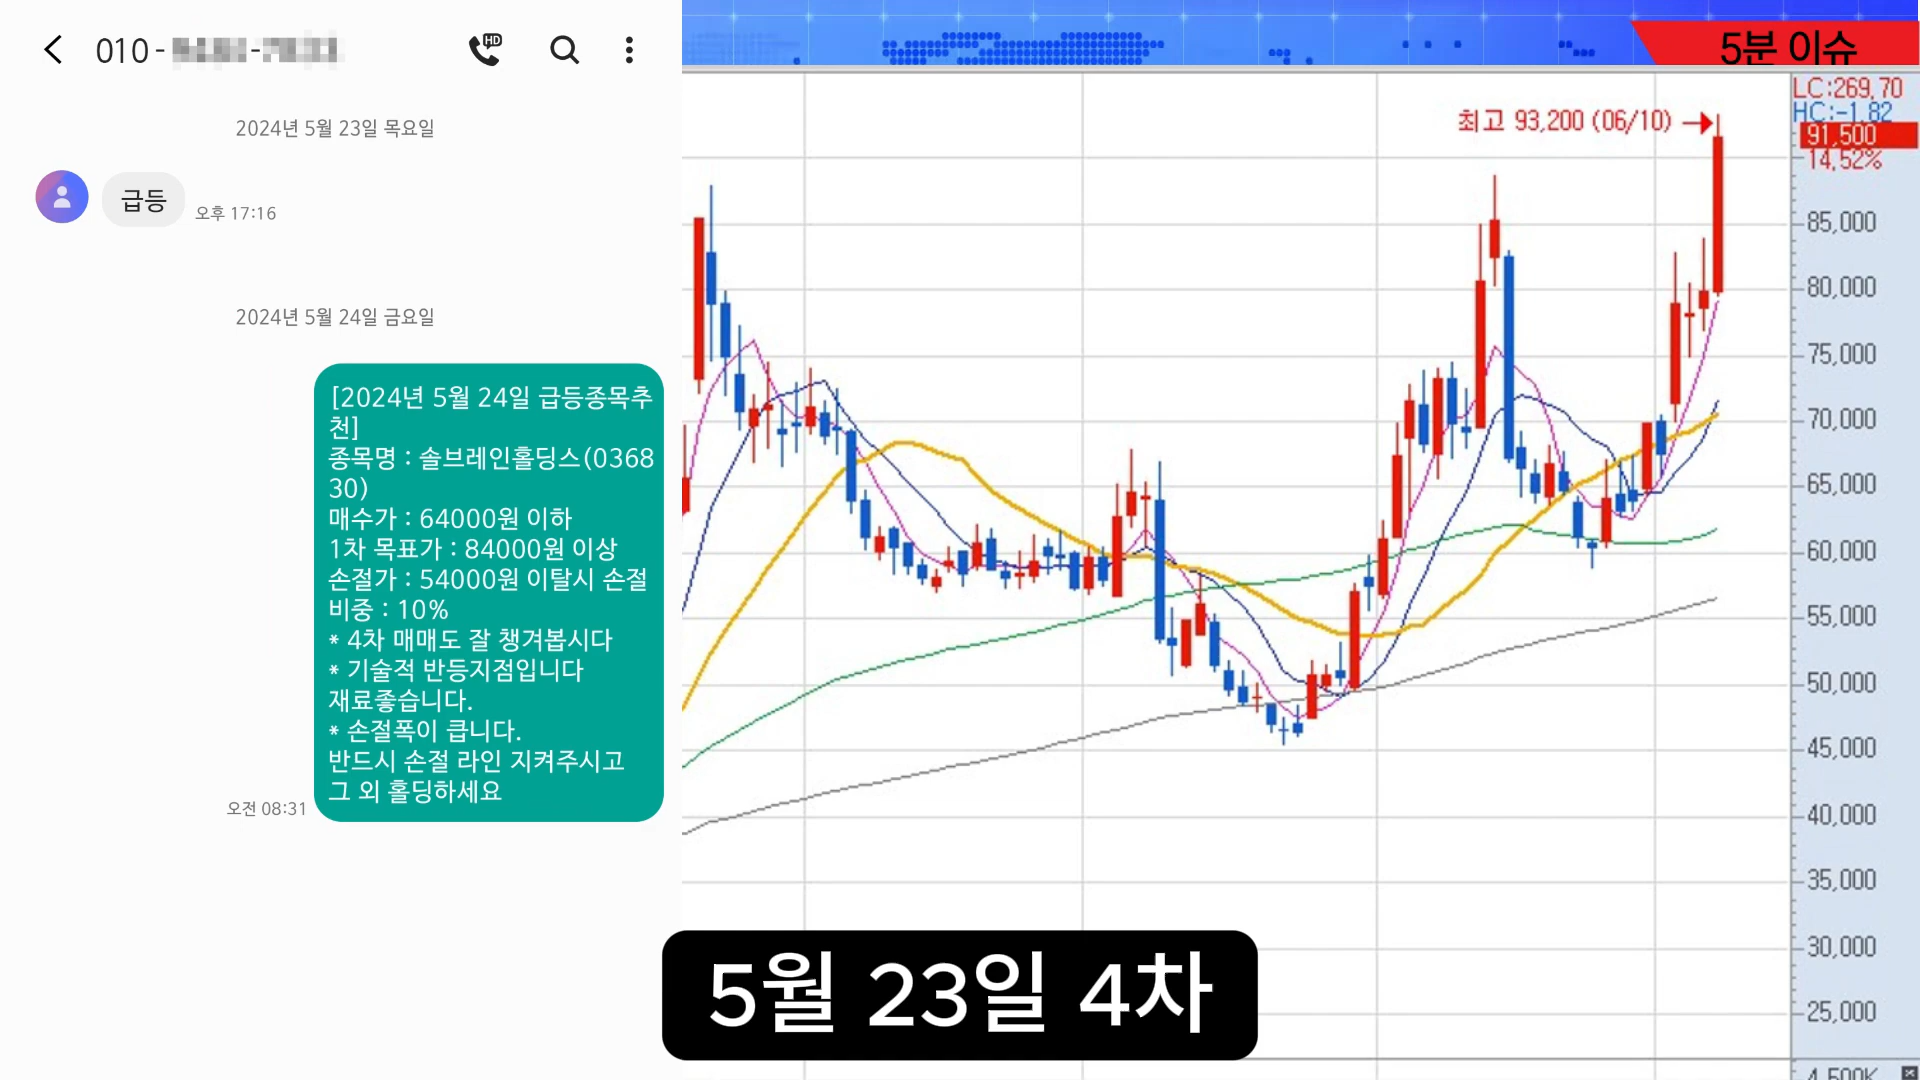 010-
2024년 5월 23일 목요일
급등
오후 17:16
2024년 5월 24일 금요일
[2024년 5월 24일 급등종목추
천]
종목명 : 솔브레인홀딩스(0368
30)
매수가 : 64000원 이하
1차 목표가 : 84000원 이상
손절가 : 54000원 이탈시 손절
비중 : 10%
* 4차 매매도 잘 챙겨봅시다
* 기술적 반등지점입니다
재료좋습니다.
* 손절폭이 큽니다.
반드시 손절 라인 지켜주시고
그 외 홀딩하세요
오전 08:31
5분 이슈
LC:269,70
HC:-1,82
최고 93,200 (06/10)
91,500
14,52%
85,000
80,000
75,000
70,000
65,000
60,000
55,000
50,000
45,000
40,000
35,000
30,000
25,000
4,500K
5월 23일 4차